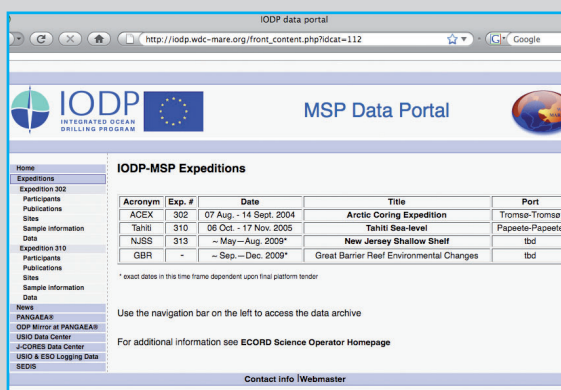 IODP data portal
http://iodp.wdc-mare.org/front_content.php?idcat=112
Google
IODP
INTEGRATED OCEAN
DRILLING PROGRAM
MSP Data Portal
Home
Expeditions
Expedition 302
Participants
Publications
Sites
Sample information
Data
Expedition 310
Participants
Publications
Sites
Sample information
Data
News
PANGAEA®
ODP Mirror at PANGAEA®
USIO Data Center
J-CORES Data Center
USIO & ESO Logging Data
SEDIS
IODP-MSP Expeditions
Acronym Exp. # Date Title Port
ACEX 302 07 Aug. - 14 Sept. 2004 Arctic Coring Expedition Tromsø-Tromsø
Tahiti 310 06 Oct. - 17 Nov. 2005 Tahiti Sea-level Papeete-Papeete
NJSS 313 ~ May—Aug. 2009* New Jersey Shallow Shelf tbd
GBR - ~ Sep.—Dec. 2009* Great Barrier Reef Environmental Changes tbd
* exact dates in this time frame dependent upon final platform tender
Use the navigation bar on the left to access the data archive
For additional information see ECORD Science Operator Homepage
Contact info |Webmaster